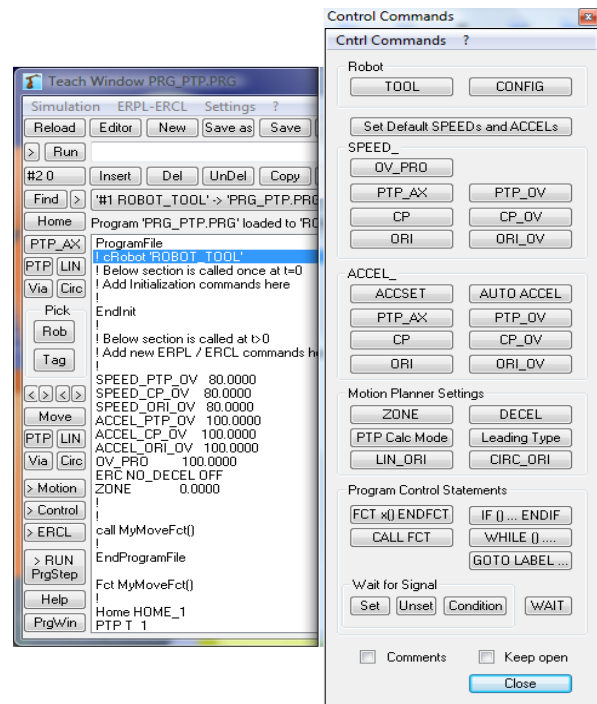 Teach Window PRG_PTP.PRG
Simulation ERPL-ERCL Settings ?
Reload Editor New Save as Save
> Run
#2 0 Insert Del UnDel Copy
Find > '#1 ROBOT_TOOL' -> 'PRG_PTP.PRG
Home Program 'PRG_PTP.PRG' loaded to 'RO
PTP_AX
PTP LIN
Via Circ
Pick
Rob
Tag
< > < >
Move
PTP LIN
Via Circ
> Motion
> Control
> ERCL
> RUN
PrgStep
Help
PrgWin
ProgramFile
! cRobot 'ROBOT_TOOL'
! Below section is called once at t=0
! Add Initialization commands here
!
EndInit
!
! Below section is called at t>0
! Add new ERPL / ERCL commands h
!
SPEED_PTP_OV 80.0000
SPEED_CP_OV 80.0000
SPEED_ORI_OV 80.0000
ACCEL_PTP_OV 100.0000
ACCEL_CP_OV 100.0000
ACCEL_ORI_OV 100.0000
OV_PRO 100.0000
ERC NO_DECEL OFF
ZONE 0.0000
!
!
call MyMoveFct()
!
EndProgramFile
Fct MyMoveFct()
!
Home HOME_1
PTP T_1
Control Commands
Cntrl Commands ?
Robot
TOOL CONFIG
Set Default SPEEDs and ACCELs
SPEED_
OV_PRO
PTP_AX PTP_OV
CP CP_OV
ORI ORI_OV
ACCEL_
ACCSET AUTO ACCEL
PTP_AX PTP_OV
CP CP_OV
ORI ORI_OV
Motion Planner Settings
ZONE DECEL
PTP Calc Mode Leading Type
LIN_ORI CIRC_ORI
Program Control Statements
FCT x() ENDFCT IF () ... ENDIF
CALL FCT WHILE () ....
GOTO LABEL ...
Wait for Signal
Set Unset Condition WAIT
Comments Keep open
Close